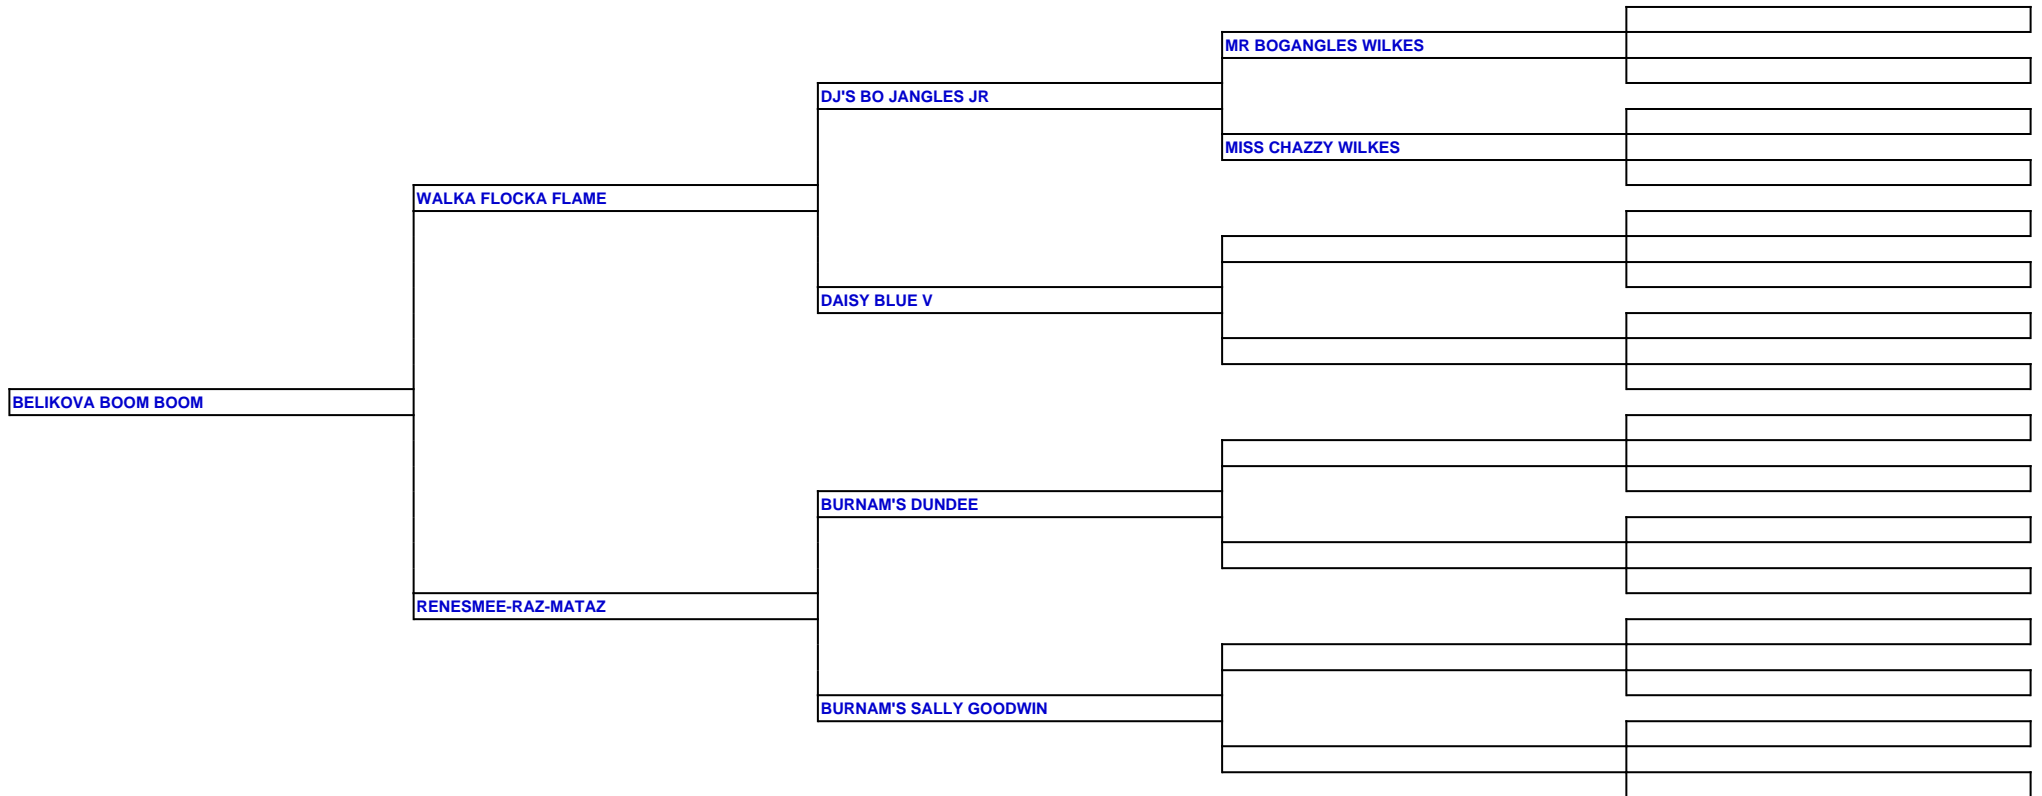 MR BOGANGLES WILKES
DJ'S BO JANGLES JR
MISS CHAZZY WILKES
WALKA FLOCKA FLAME
DAISY BLUE V
BELIKOVA BOOM BOOM
BURNAM'S DUNDEE
RENESMEE-RAZ-MATAZ
BURNAM'S SALLY GOODWIN